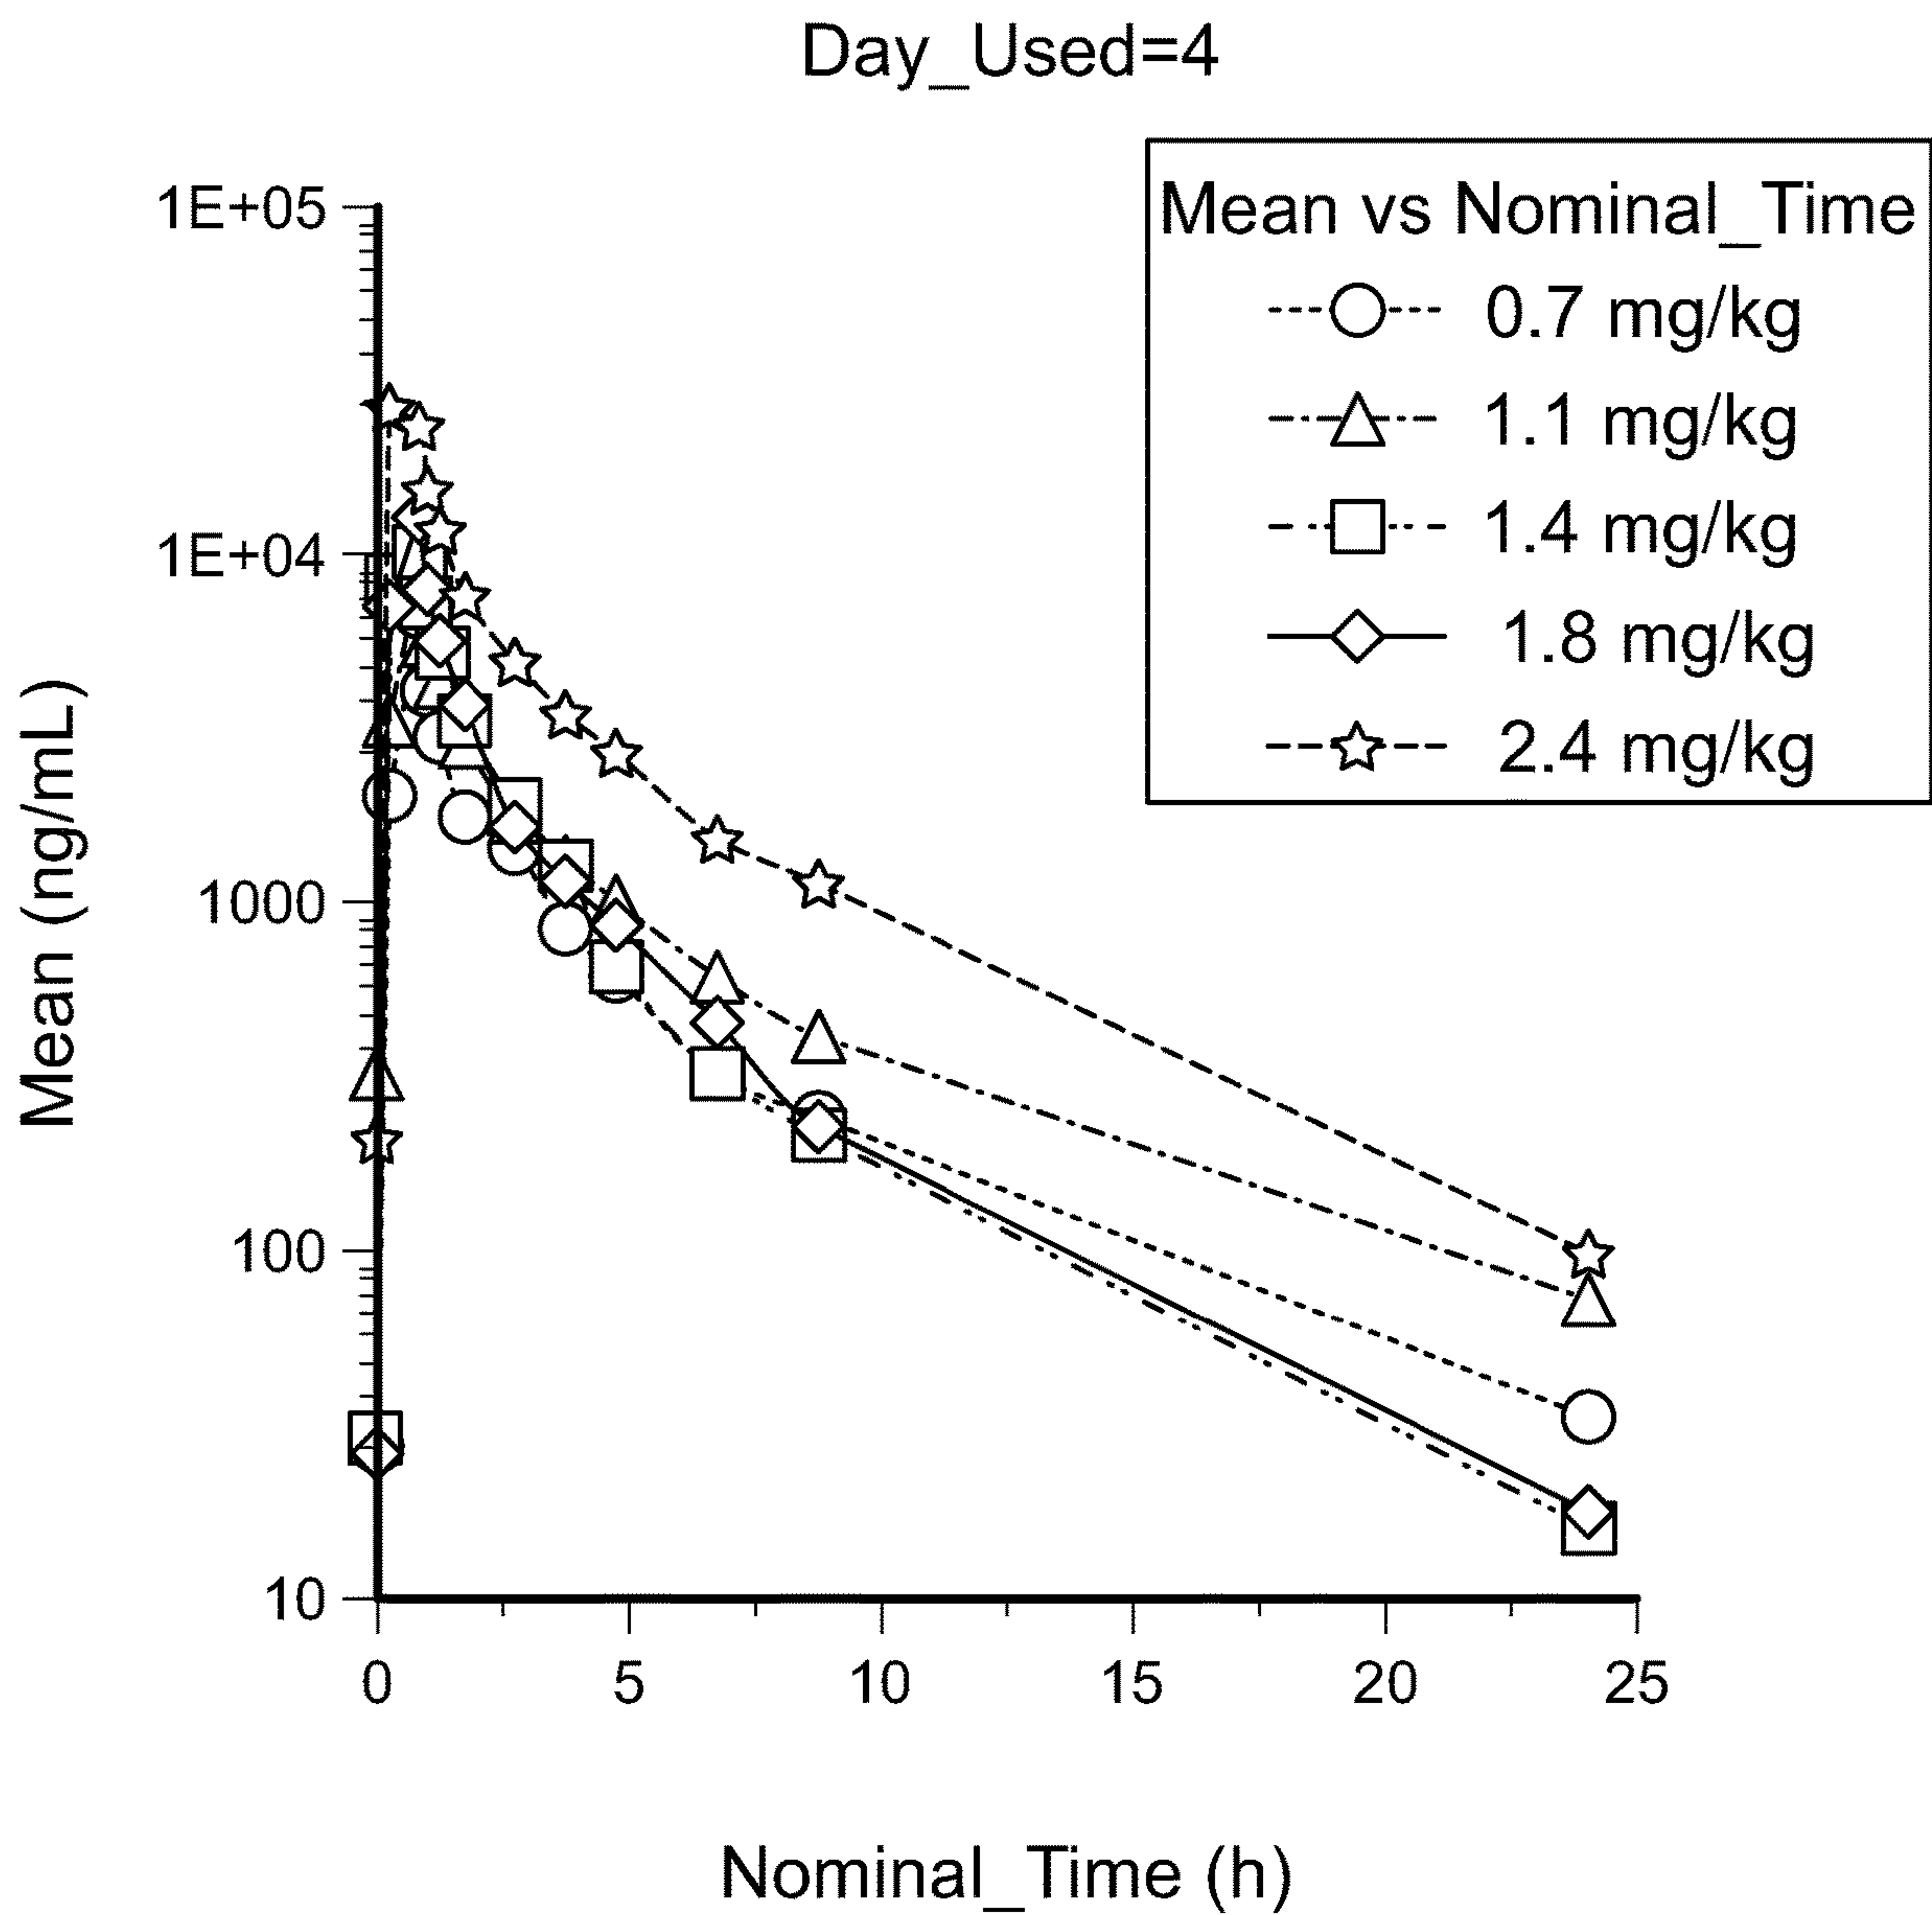 Day_Used=4
Mean vs Nominal_Time
0.7 mg/kg
1.1 mg/kg
1.4 mg/kg
1.8 mg/kg
2.4 mg/kg
1E+05
1E+04
1000
100
10
Mean (ng/mL)
0 5 10 15 20 25
Nominal_Time (h)